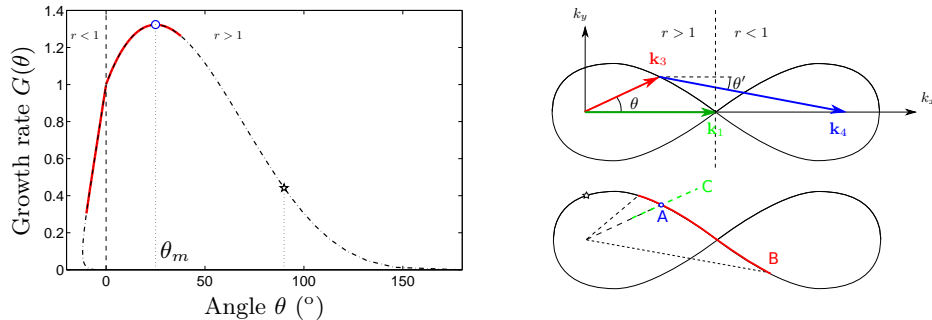 1.4
1.2
1
0.8
0.6
0.4
0.2
0
0
50
100
150
Growth rate G(θ)
Angle θ (°)
r < 1
r > 1
θm
ky
r > 1
r < 1
k3
θ'
θ
k1
k4
kx
C
A
B